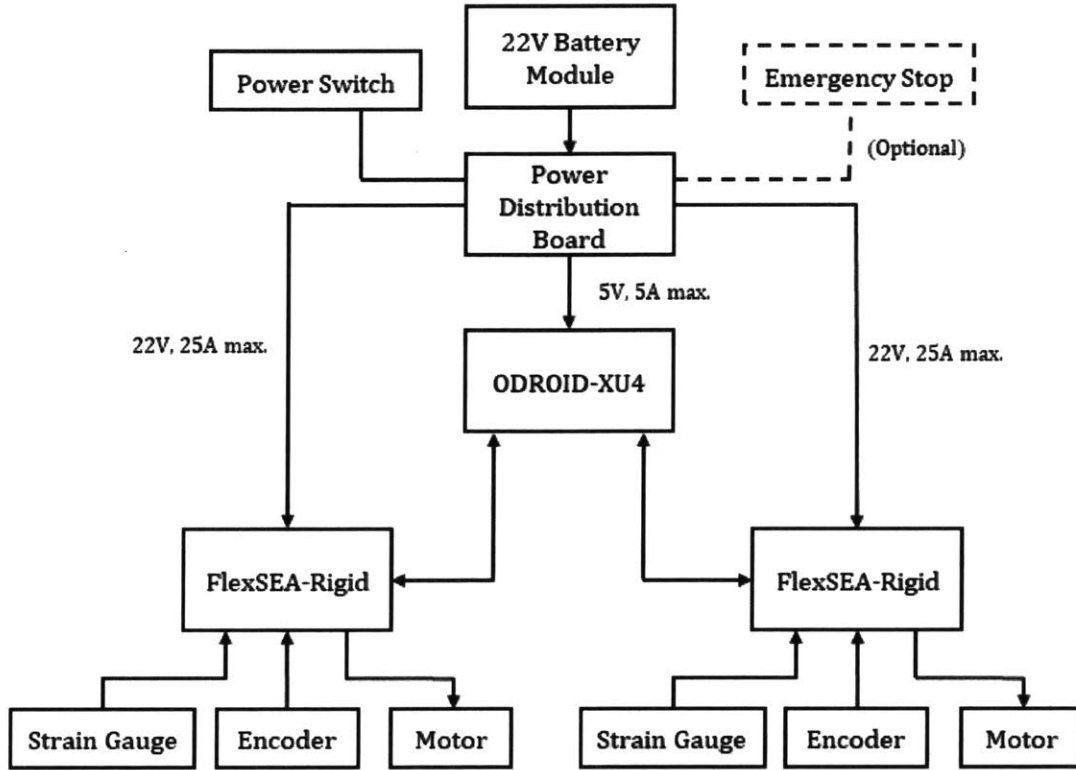 22V Battery
Module
Power Switch
Emergency Stop
(Optional)
Power
Distribution
Board
5V, 5A max.
22V, 25A max.
22V, 25A max.
ODROID-XU4
FlexSEA-Rigid
FlexSEA-Rigid
Strain Gauge
Encoder
Motor
Strain Gauge
Encoder
Motor